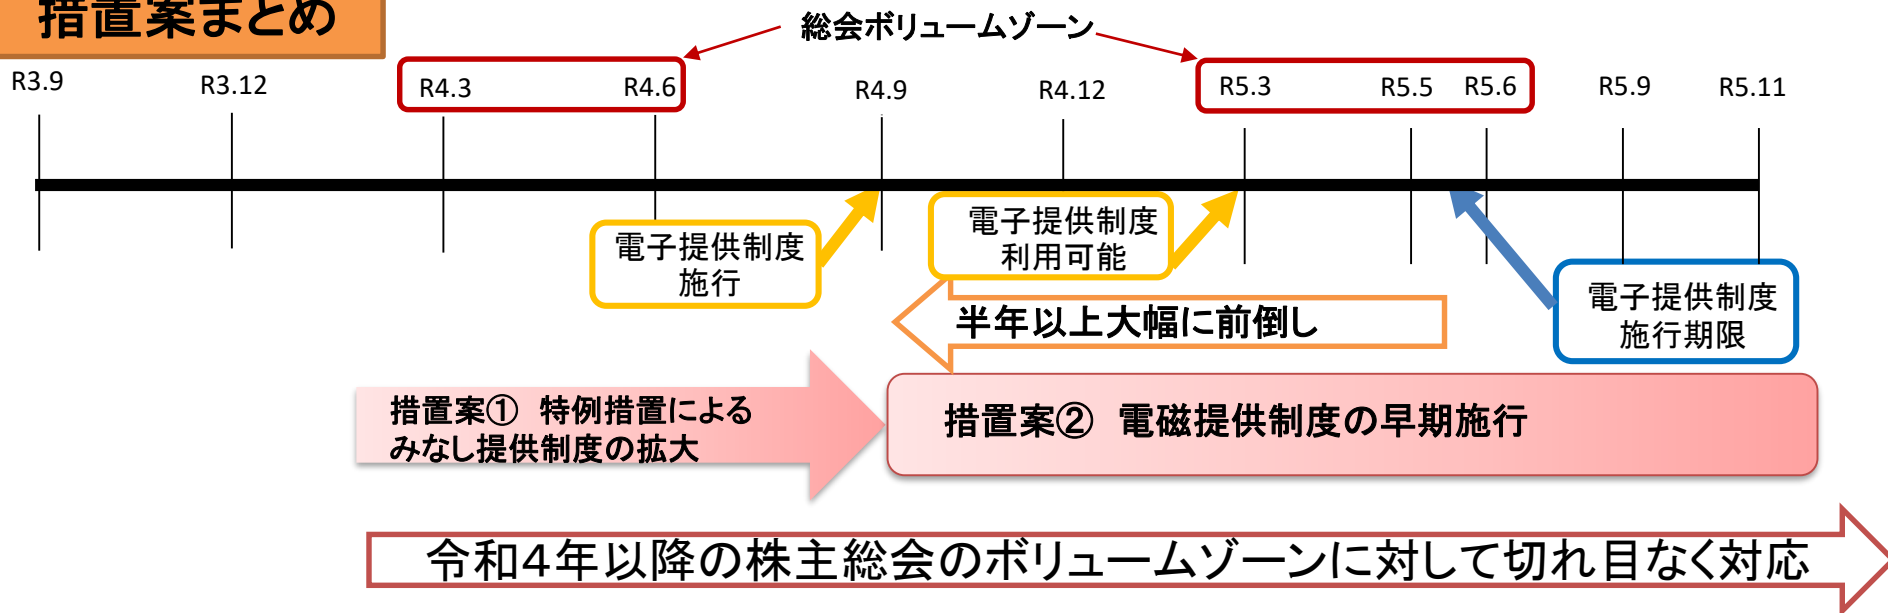 措置案まとめ
総会ボリュームゾーン
R3.9
R3.12
R4.3
R4.6
R4.9
R4.12
R5.3
R5.5
R5.6
R5.9
R5.11
電子提供制度
施行
電子提供制度
利用可能
電子提供制度
施行期限
半年以上大幅に前倒し
措置案① 特例措置による
みなし提供制度の拡大
措置案② 電磁提供制度の早期施行
令和4年以降の株主総会のボリュームゾーンに対して切れ目なく対応